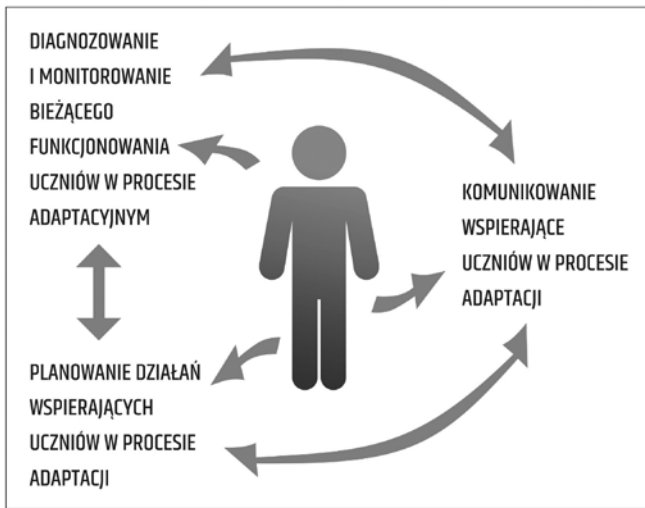 DIAGNOZOWANIE
I MONITOROWANIE
BIEŻĄCEGO
FUNKCJONOWANIA
UCZNIÓW W PROCESIE
ADAPTACYJNYM
KOMUNIKOWANIE
WSPIERAJĄCE
UCZNIÓW W PROCESIE
ADAPTACJI
PLANOWANIE DZIAŁAŃ
WSPIERAJĄCYCH
UCZNIÓW W PROCESIE
ADAPTACJI